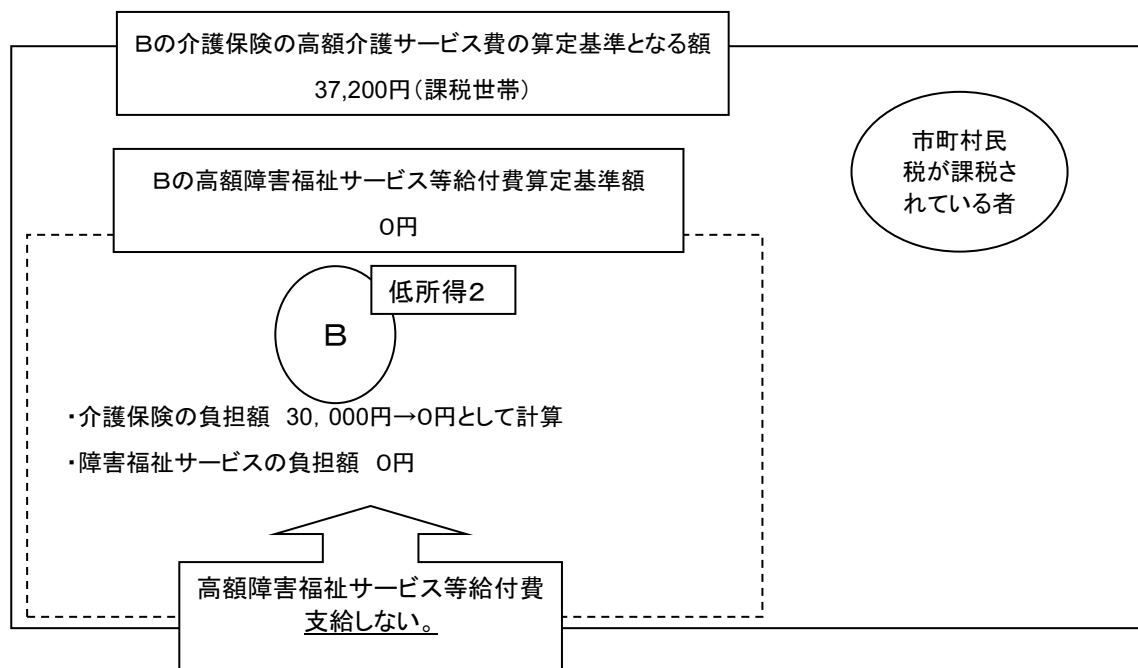 Bの介護保険の高額介護サービス費の算定基準となる額
37,200円（課税世帯）
市町村民
税が課税さ
れている者
Bの高額障害福祉サービス等給付費算定基準額
0円
低所得2
B
・介護保険の負担額　30，000円→0円として計算
・障害福祉サービスの負担額　0円
高額障害福祉サービス等給付費
支給しない。